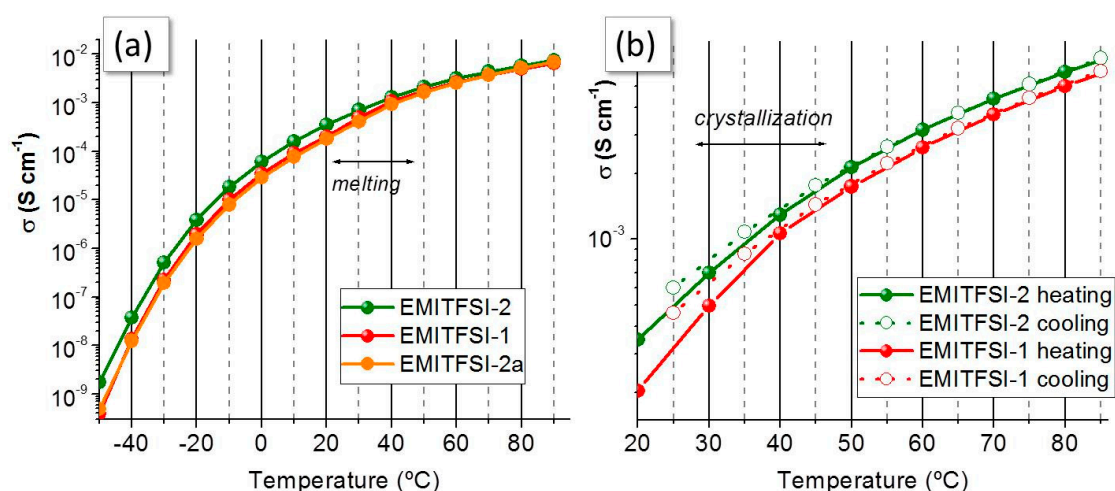 (a)
10⁻²
10⁻³
10⁻⁴
10⁻⁵
10⁻⁶
10⁻⁷
10⁻⁸
10⁻⁹
σ (S cm⁻¹)
melting
EMITFSI-2
EMITFSI-1
EMITFSI-2a
-40 -20 0 20 40 60 80
Temperature (ºC)
(b)
10⁻³
σ (S cm⁻¹)
crystallization
EMITFSI-2 heating
EMITFSI-2 cooling
EMITFSI-1 heating
EMITFSI-1 cooling
20 30 40 50 60 70 80
Temperature (ºC)